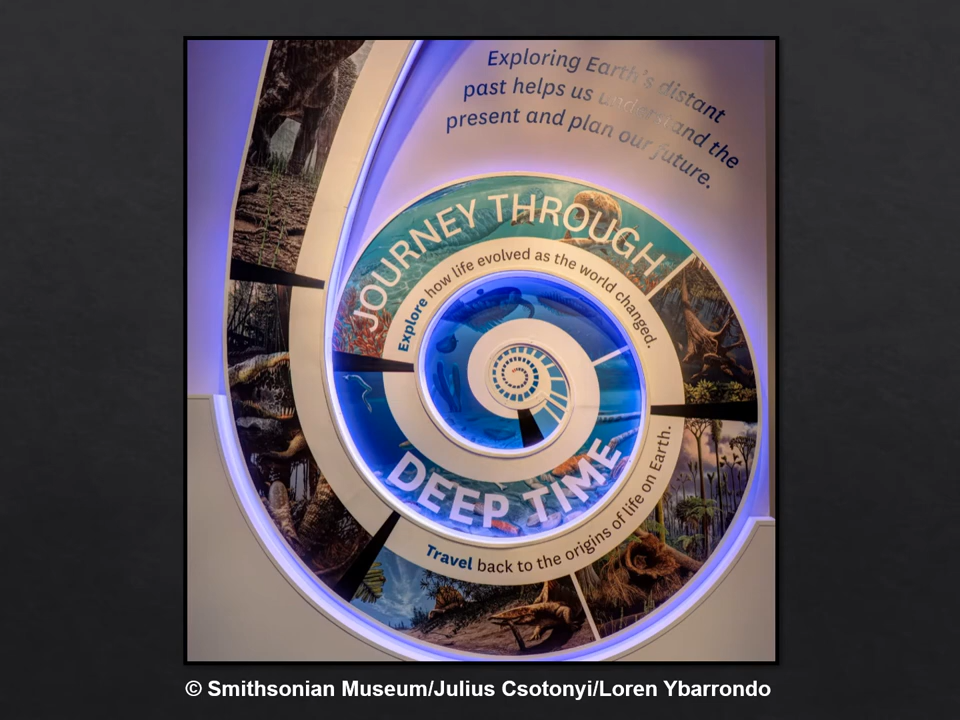 Exploring Earth's distant
past helps us understand the
present and plan our future.
JOURNEY THROUGH
Explore how life evolved as the world changed.
DEEP TIME
Travel back to the origins of life on Earth.
© Smithsonian Museum/Julius Csotonyi/Loren Ybarrondo